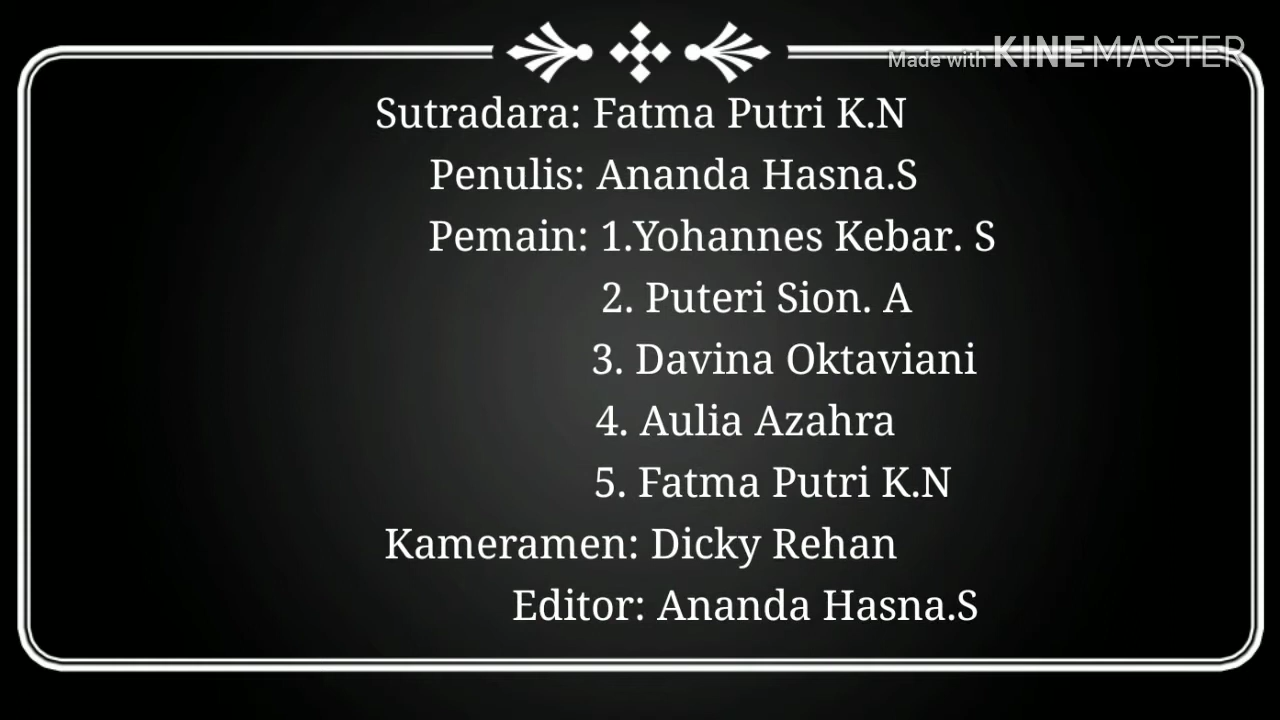 Made with KINEMASTER
Sutradara: Fatma Putri K.N
Penulis: Ananda Hasna.S
Pemain: 1.Yohannes Kebar. S
2. Puteri Sion. A
3. Davina Oktaviani
4. Aulia Azahra
5. Fatma Putri K.N
Kameramen: Dicky Rehan
Editor: Ananda Hasna.S